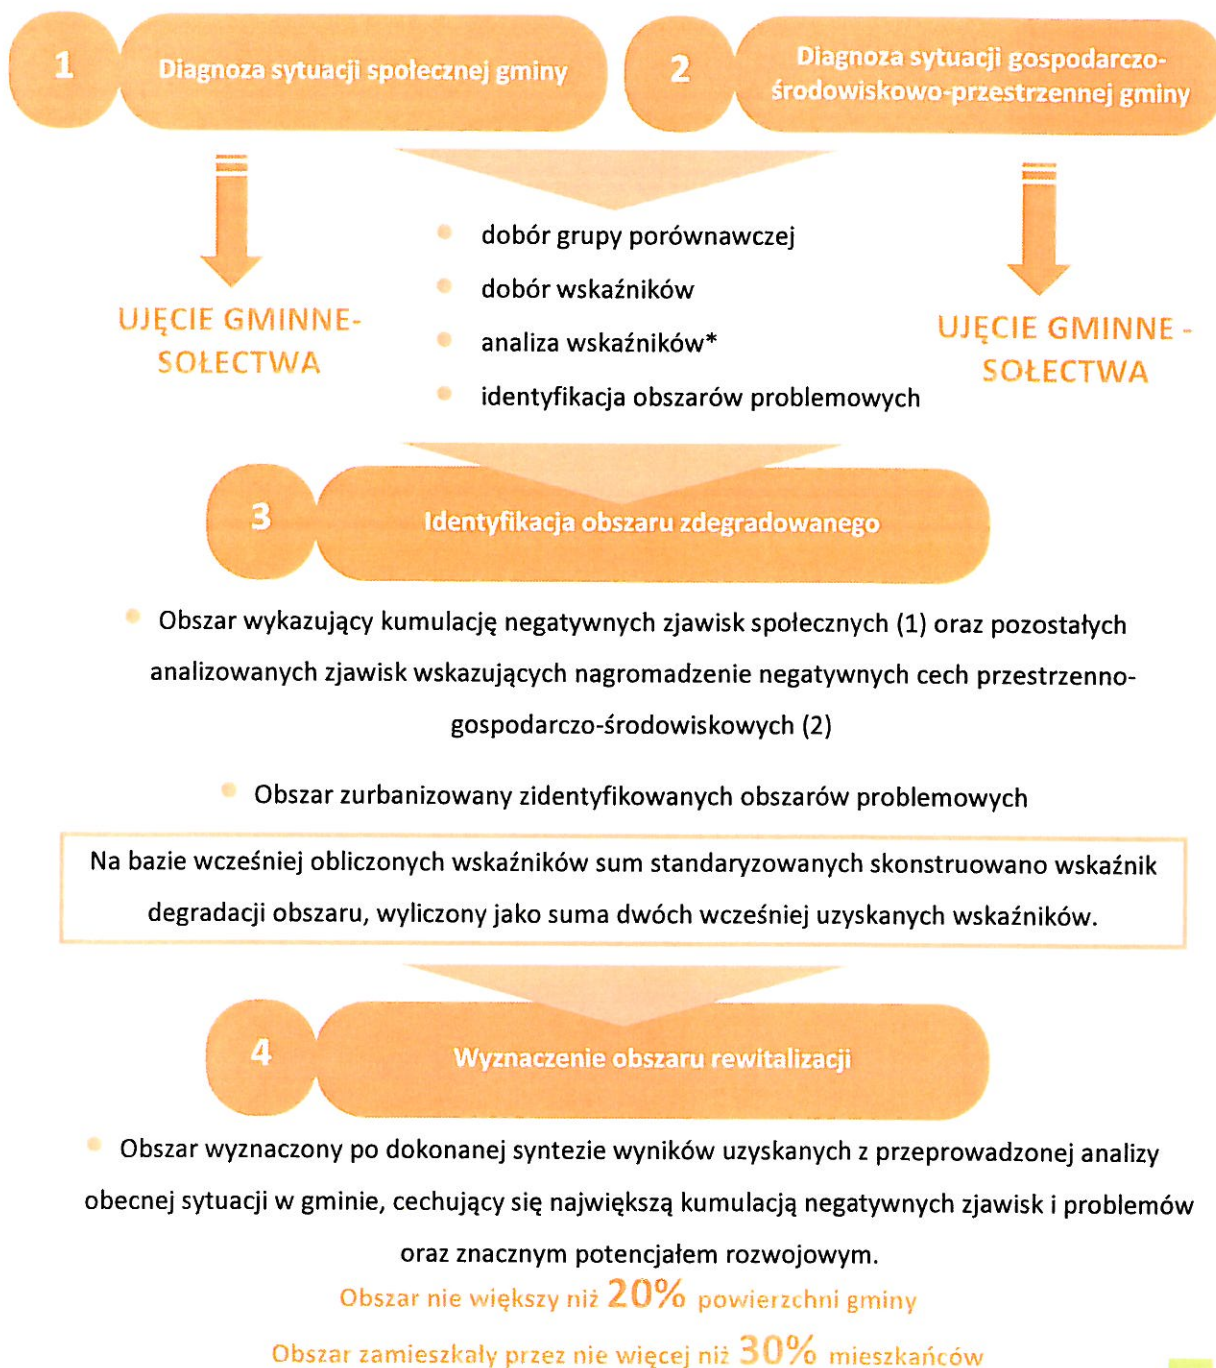 1
Diagnoza sytuacji społecznej gminy
2
Diagnoza sytuacji gospodarczo-
środowiskowo-przestrzennej gminy
UJĘCIE GMINNE-
SOŁECTWA
dobór grupy porównawczej
dobór wskaźników
analiza wskaźników*
identyfikacja obszarów problemowych
UJĘCIE GMINNE -
SOŁECTWA
3
Identyfikacja obszaru zdegradowanego
Obszar wykazujący kumulację negatywnych zjawisk społecznych (1) oraz pozostałych
analizowanych zjawisk wskazujących nagromadzenie negatywnych cech przestrzenno-
gospodarczo-środowiskowych (2)
Obszar zurbanizowany zidentyfikowanych obszarów problemowych
Na bazie wcześniej obliczonych wskaźników sum standaryzowanych skonstruowano wskaźnik
degradacji obszaru, wyliczony jako suma dwóch wcześniej uzyskanych wskaźników.
4
Wyznaczenie obszaru rewitalizacji
Obszar wyznaczony po dokonanej syntezie wyników uzyskanych z przeprowadzonej analizy
obecnej sytuacji w gminie, cechujący się największą kumulacją negatywnych zjawisk i problemów
oraz znacznym potencjałem rozwojowym.
Obszar nie większy niż 20% powierzchni gminy
Obszar zamieszkały przez nie więcej niż 30% mieszkańców